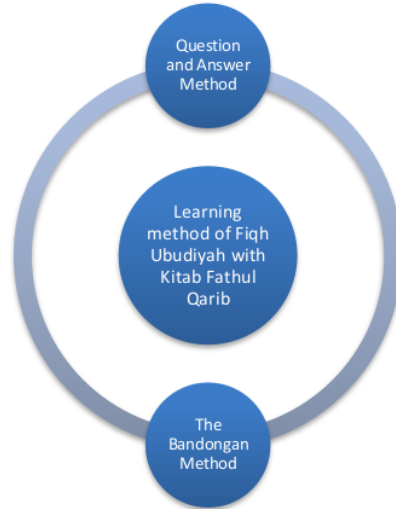 Question
and Answer
Method
Learning
method of Fiqh
Ubudiyah with
Kitab Fathul
Qarib
The
Bandongan
Method